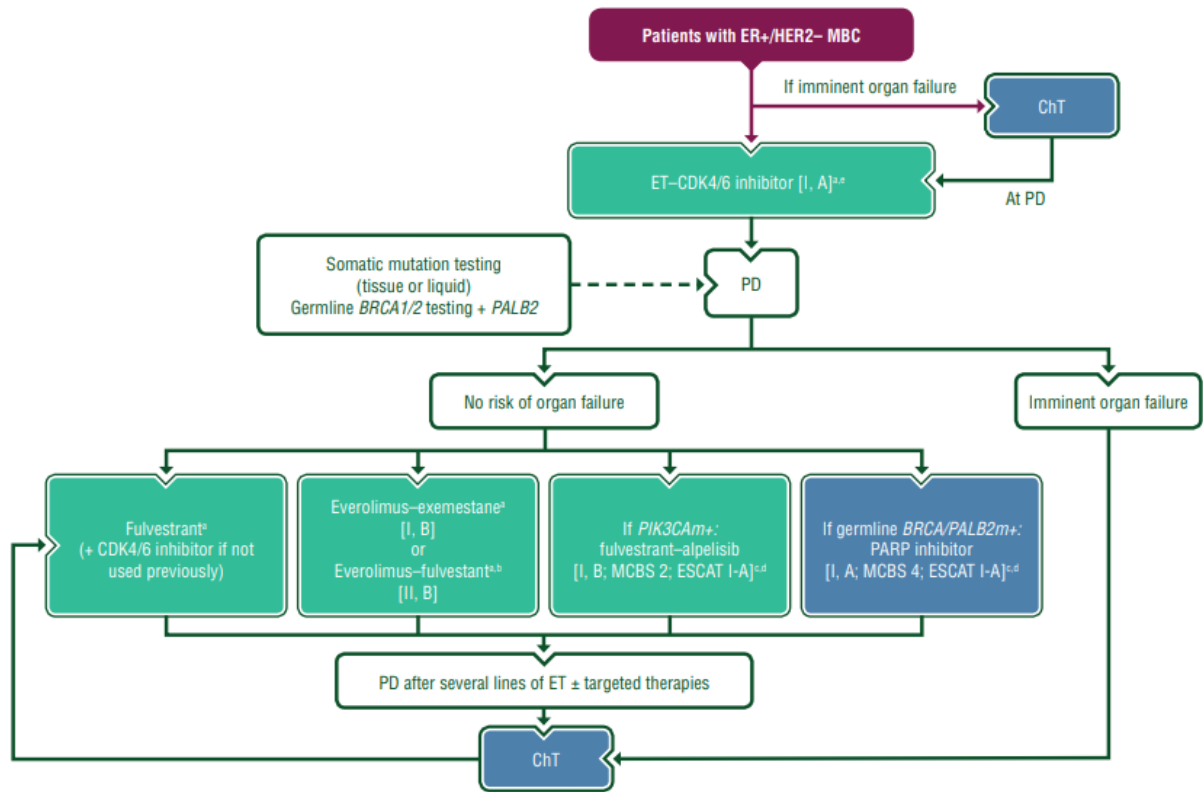 Patients with ER+/HER2– MBC
If imminent organ failure
ChT
ET–CDK4/6 inhibitor [I, A]a,e
At PD
Somatic mutation testing
(tissue or liquid)
Germline BRCA1/2 testing + PALB2
PD
No risk of organ failure
Imminent organ failure
Fulvestranta
(+ CDK4/6 inhibitor if not
used previously)
Everolimus–exemestanea
[I, B]
or
Everolimus–fulvestanta,b
[II, B]
If PIK3CAm+:
fulvestrant–alpelisib
[I, B; MCBS 2; ESCAT I-A]c,d
If germline BRCA/PALB2m+:
PARP inhibitor
[I, A; MCBS 4; ESCAT I-A]c,d
PD after several lines of ET ± targeted therapies
ChT